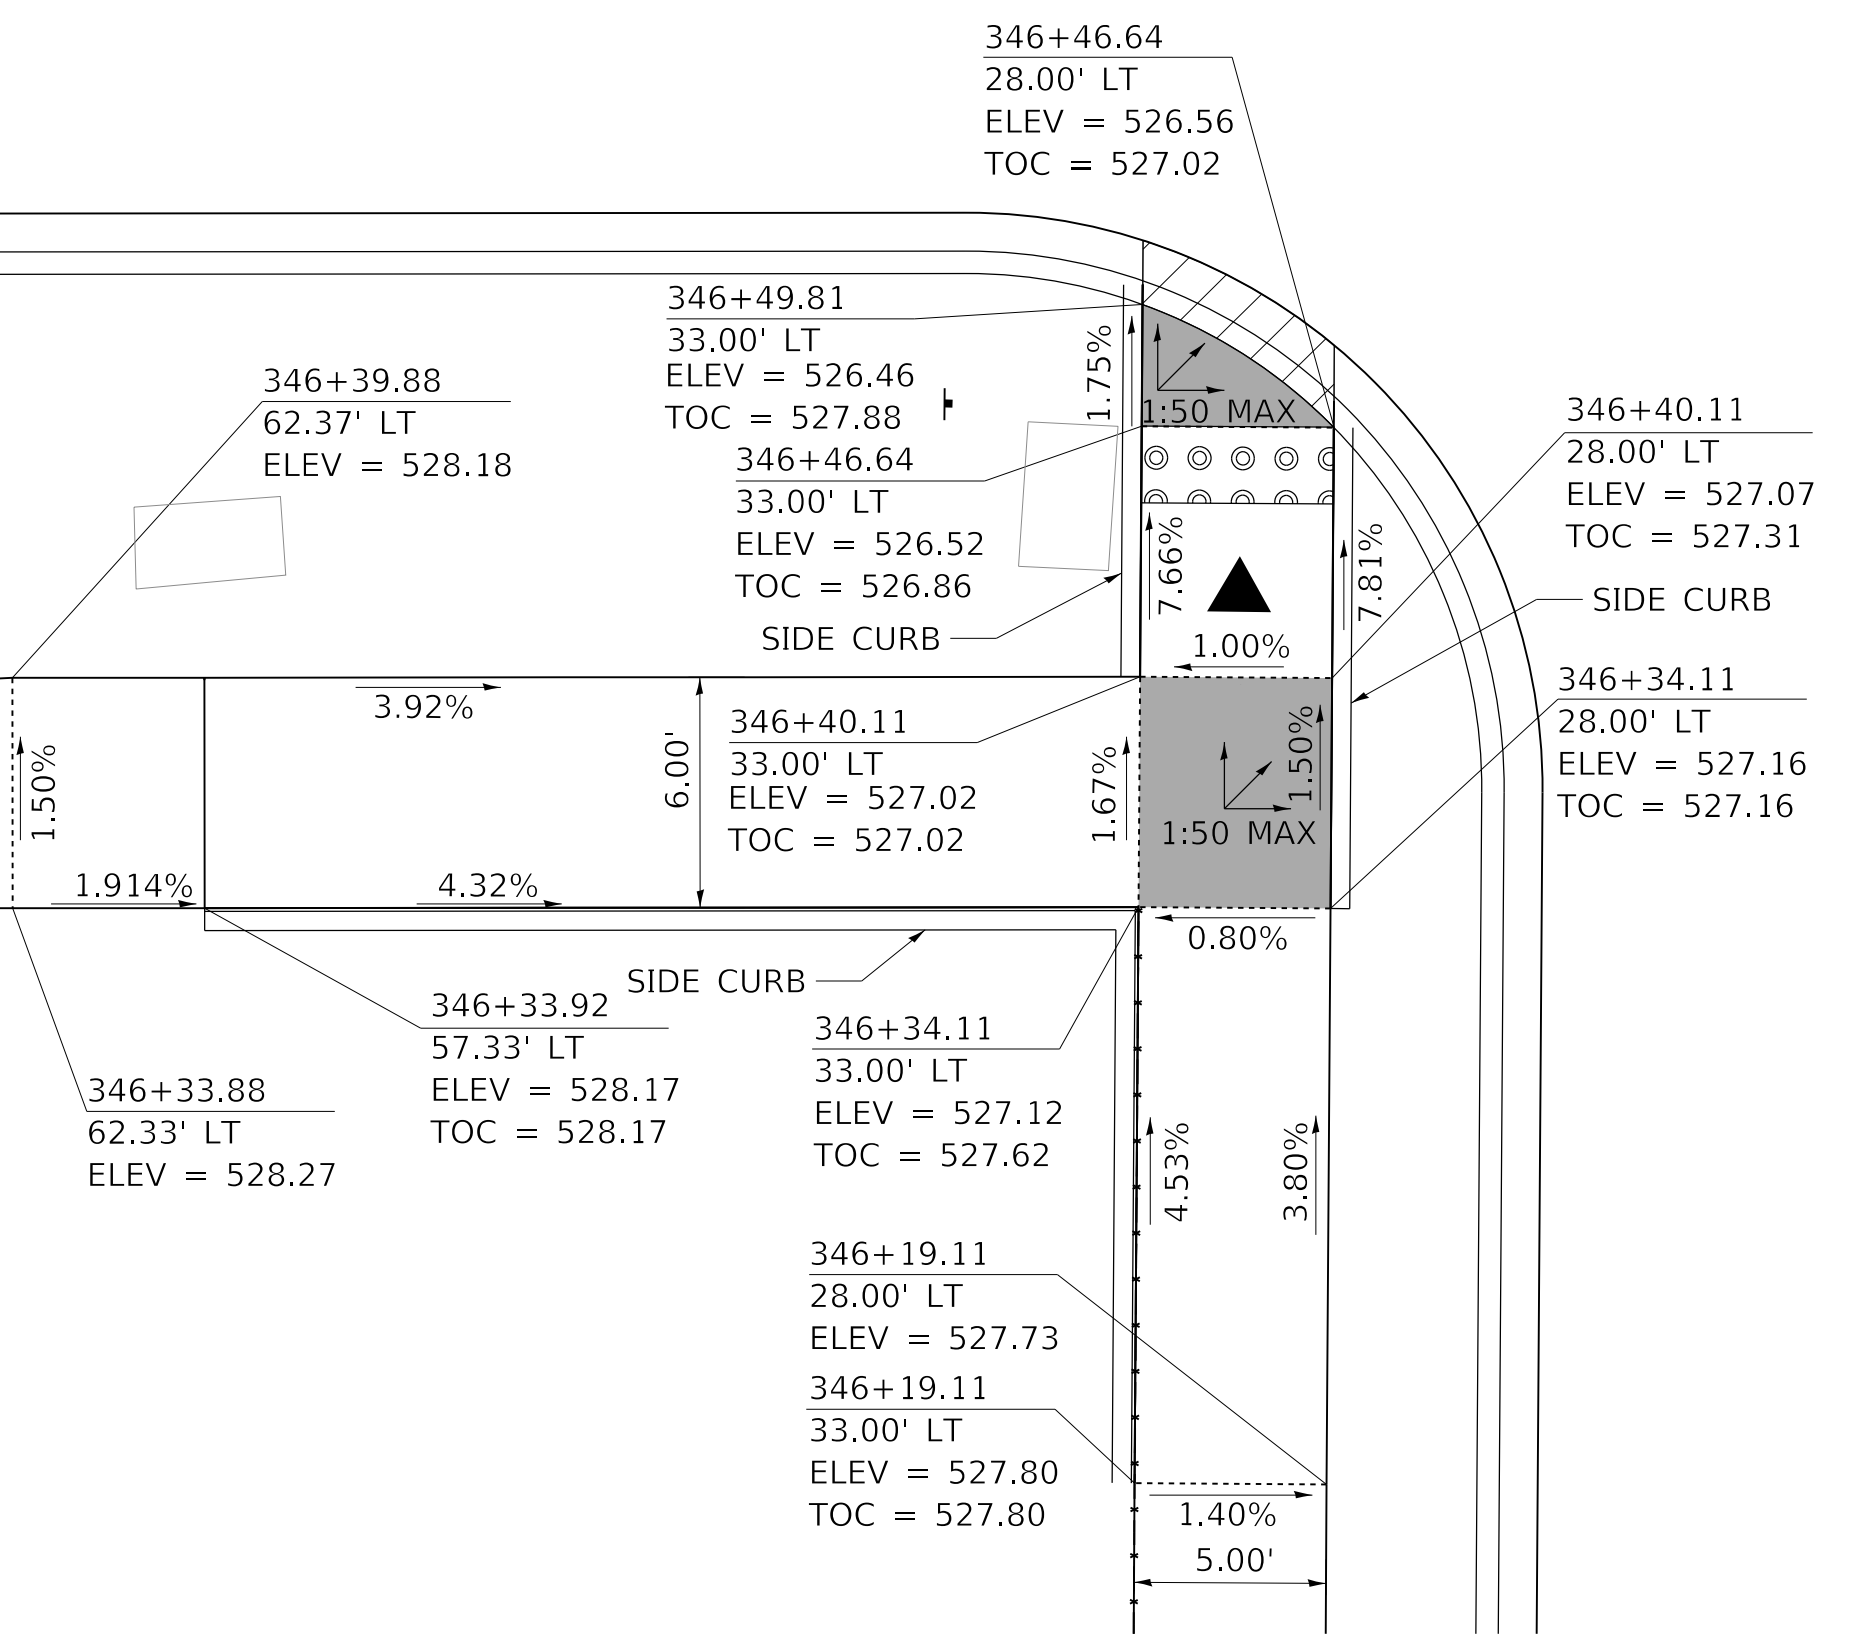 346+46.64
28.00' LT
ELEV = 526.56
TOC = 527.02
346+49.81
33.00' LT
ELEV = 526.46
TOC = 527.88
1.75%
1:50 MAX
346+39.88
62.37' LT
ELEV = 528.18
346+40.11
28.00' LT
ELEV = 527.07
TOC = 527.31
346+46.64
33.00' LT
ELEV = 526.52
TOC = 526.86
7.66%
7.81%
SIDE CURB
SIDE CURB
1.00%
346+34.11
28.00' LT
ELEV = 527.16
TOC = 527.16
3.92%
6.00'
346+40.11
33.00' LT
ELEV = 527.02
TOC = 527.02
1.50%
1.67%
1.50%
1:50 MAX
1.914%
4.32%
0.80%
SIDE CURB
346+33.92
57.33' LT
ELEV = 528.17
TOC = 528.17
346+34.11
33.00' LT
ELEV = 527.12
TOC = 527.62
346+33.88
62.33' LT
ELEV = 528.27
4.53%
3.80%
346+19.11
28.00' LT
ELEV = 527.73
346+19.11
33.00' LT
ELEV = 527.80
TOC = 527.80
1.40%
5.00'